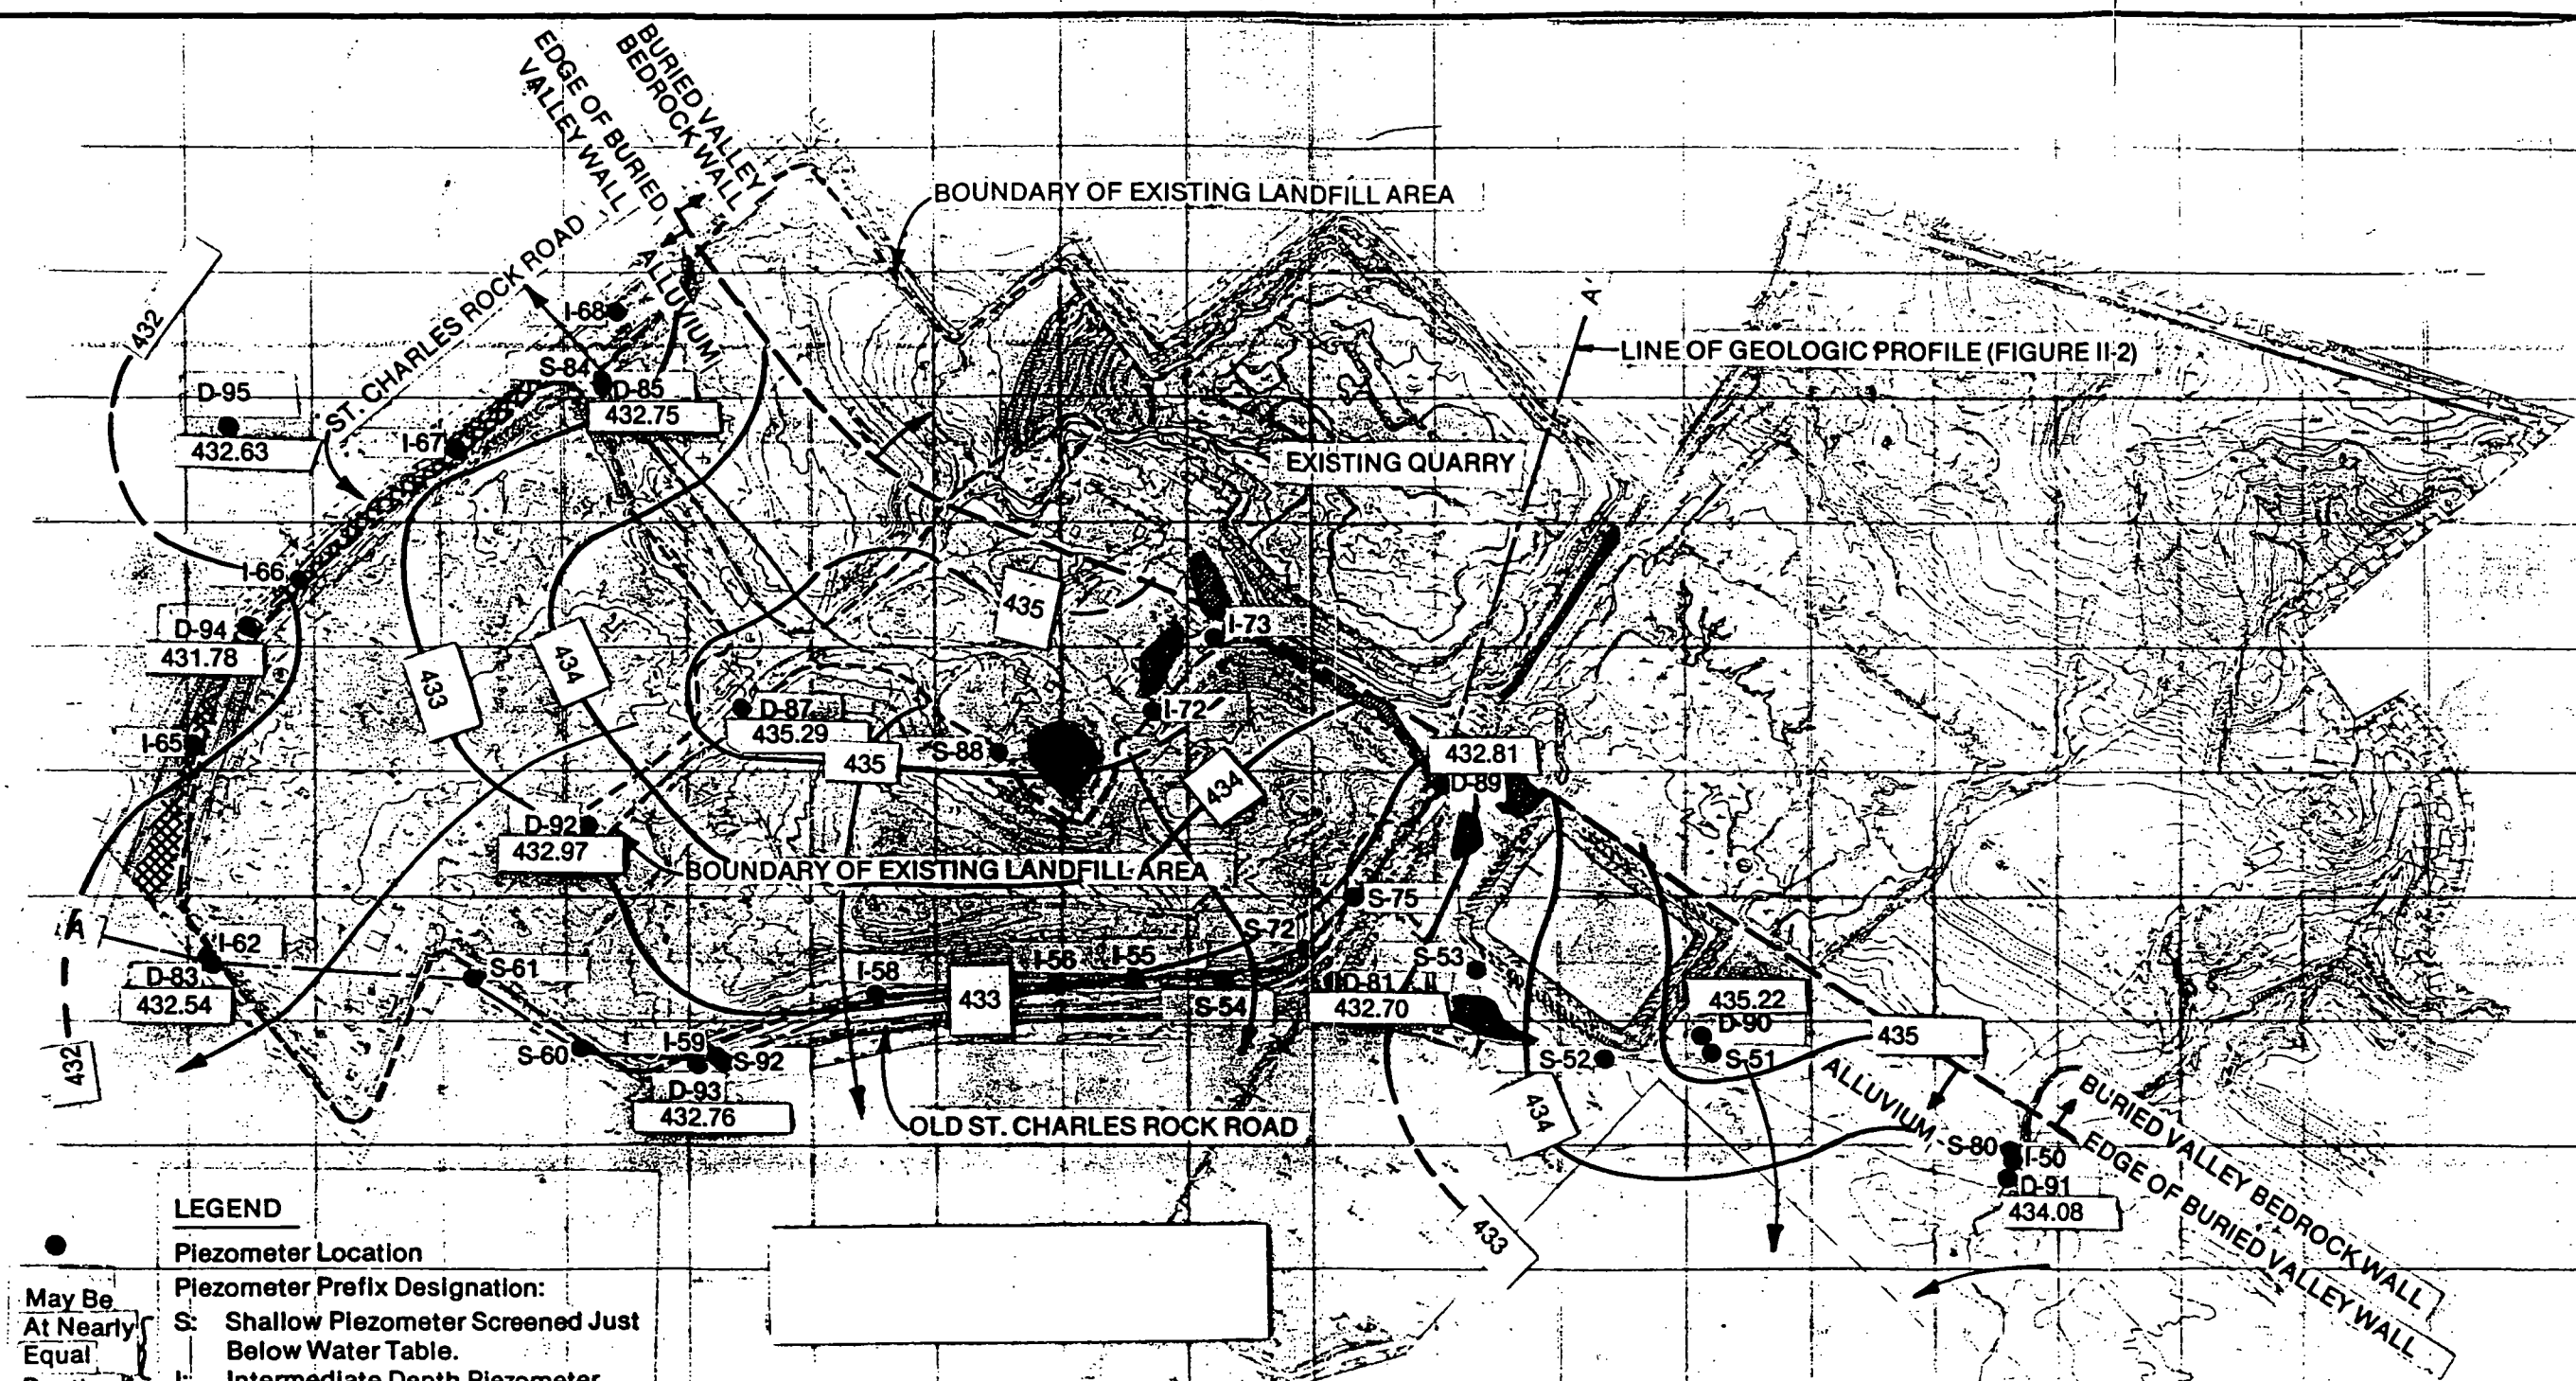 EDGE OF BURIED
VALLEY WALL
BURIED VALLEY
BEDROCK WALL
BOUNDARY OF EXISTING LANDFILL AREA
ST. CHARLES ROCK ROAD
ALLUVIUM
432
I-68
S-84
D-85
432.75
D-95
432.63
I-67
A'
LINE OF GEOLOGIC PROFILE (FIGURE II-2)
EXISTING QUARRY
I-66
D-94
431.78
433
434
435
I-73
I-65
D-87
435.29
435
S-88
I-72
434
432.81
D-89
D-92
432.97
BOUNDARY OF EXISTING LANDFILL AREA
S-75
S-72
A
I-62
D-83
432.54
S-61
I-58
433
I-56
I-55
S-54
S-53
D-81
432.70
435.22
D-90
S-51
435
432
S-60
I-59
S-92
D-93
432.76
S-52
OLD ST. CHARLES ROCK ROAD
434
ALLUVIUM
S-80
I-50
D-91
434.08
BURIED VALLEY BEDROCK WALL
EDGE OF BURIED VALLEY WALL
433
LEGEND
Piezometer Location
Piezometer Prefix Designation:
May Be
At Nearly
Equal
S: Shallow Piezometer Screened Just
Below Water Table.
I: Intermediate Depth Piezometer